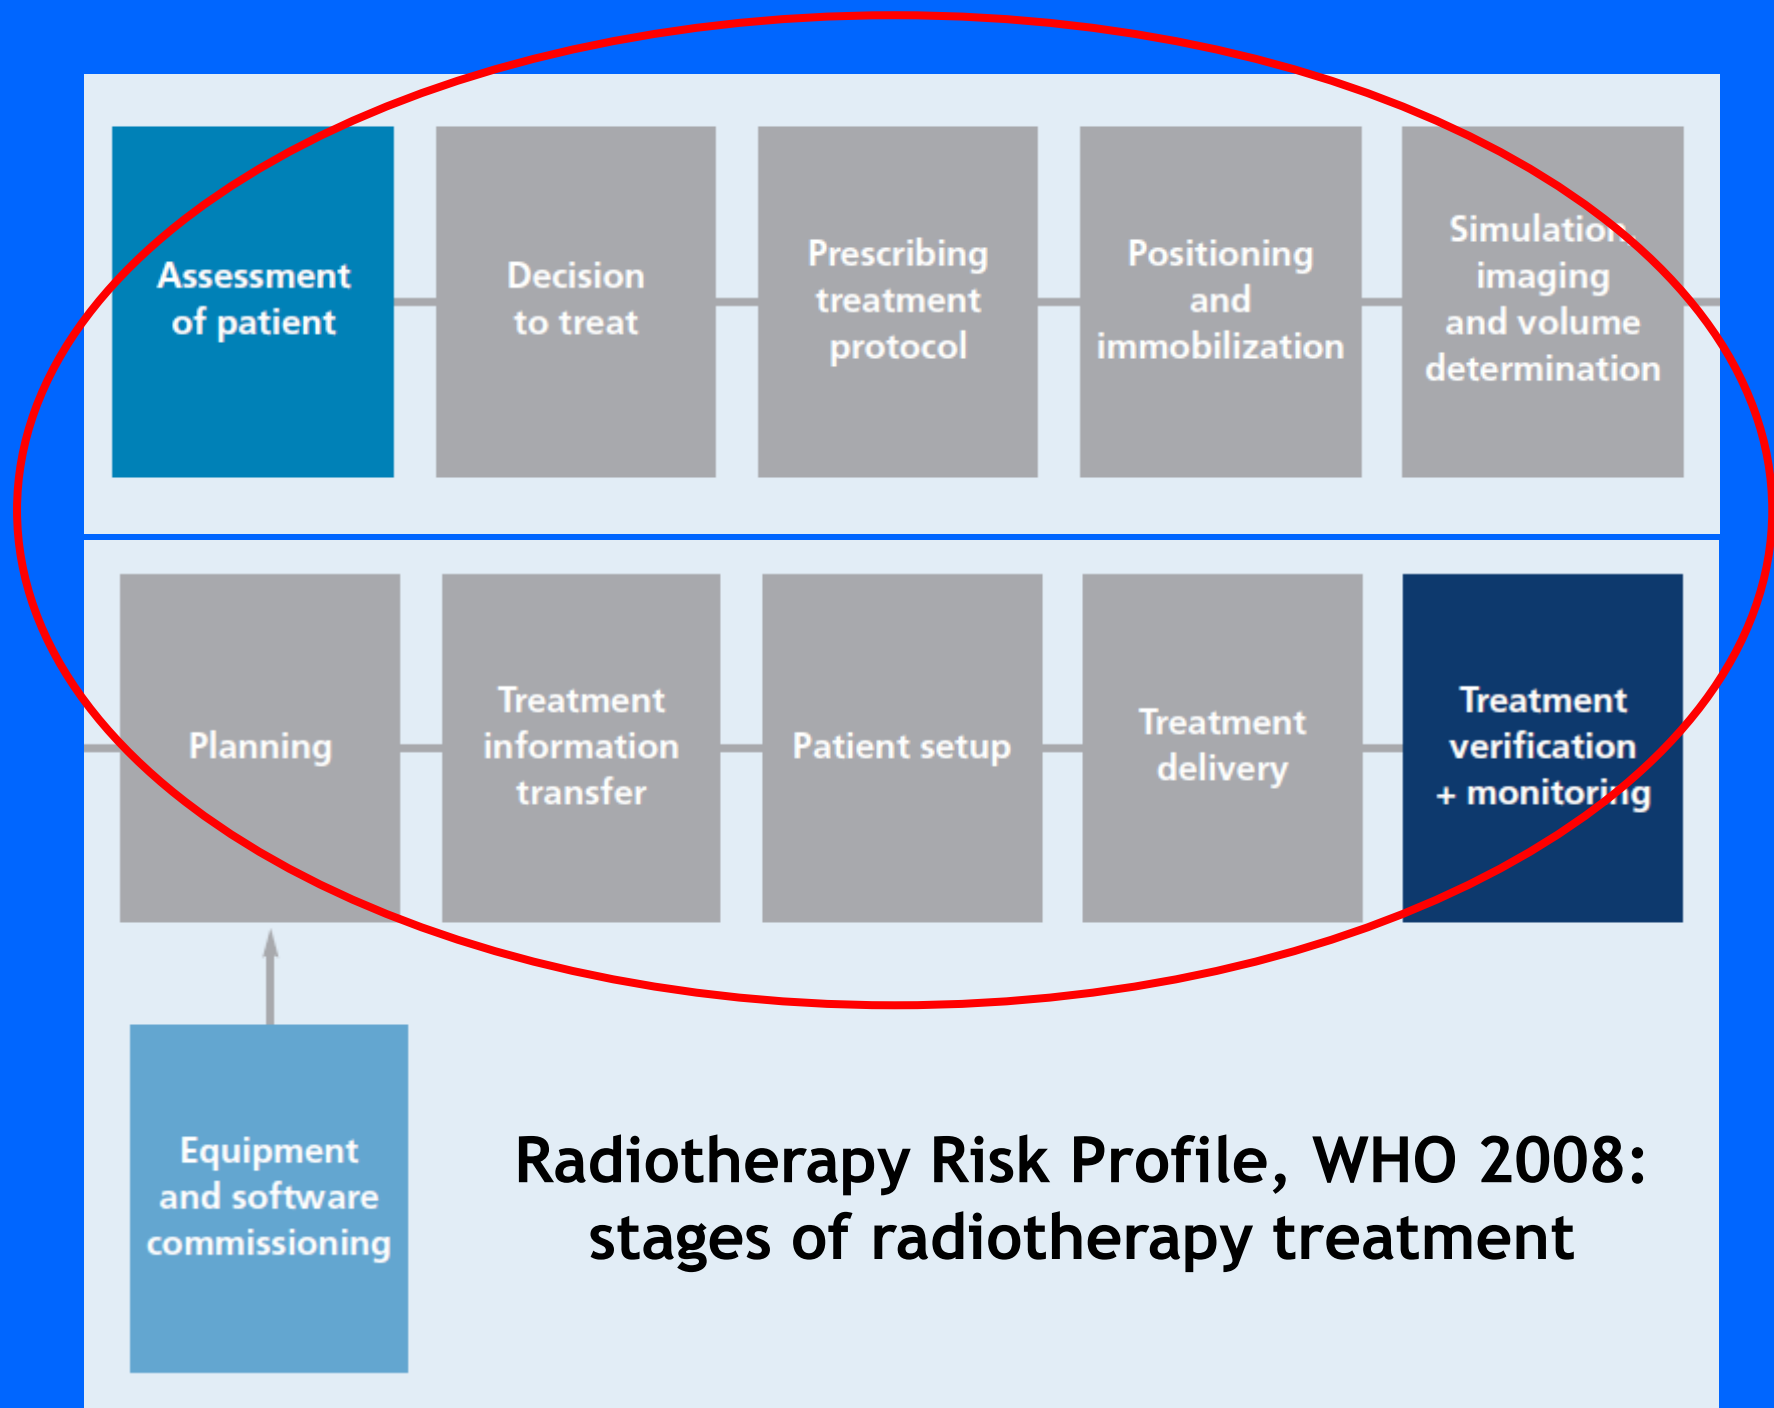 Assessment
of patient
Decision
to treat
Prescribing
treatment
protocol
Positioning
and
immobilization
Simulation,
imaging
and volume
determination
Planning
Treatment
information
transfer
Patient setup
Treatment
delivery
Treatment
verification
+ monitoring
Equipment
and software
commissioning
Radiotherapy Risk Profile, WHO 2008:
stages of radiotherapy treatment